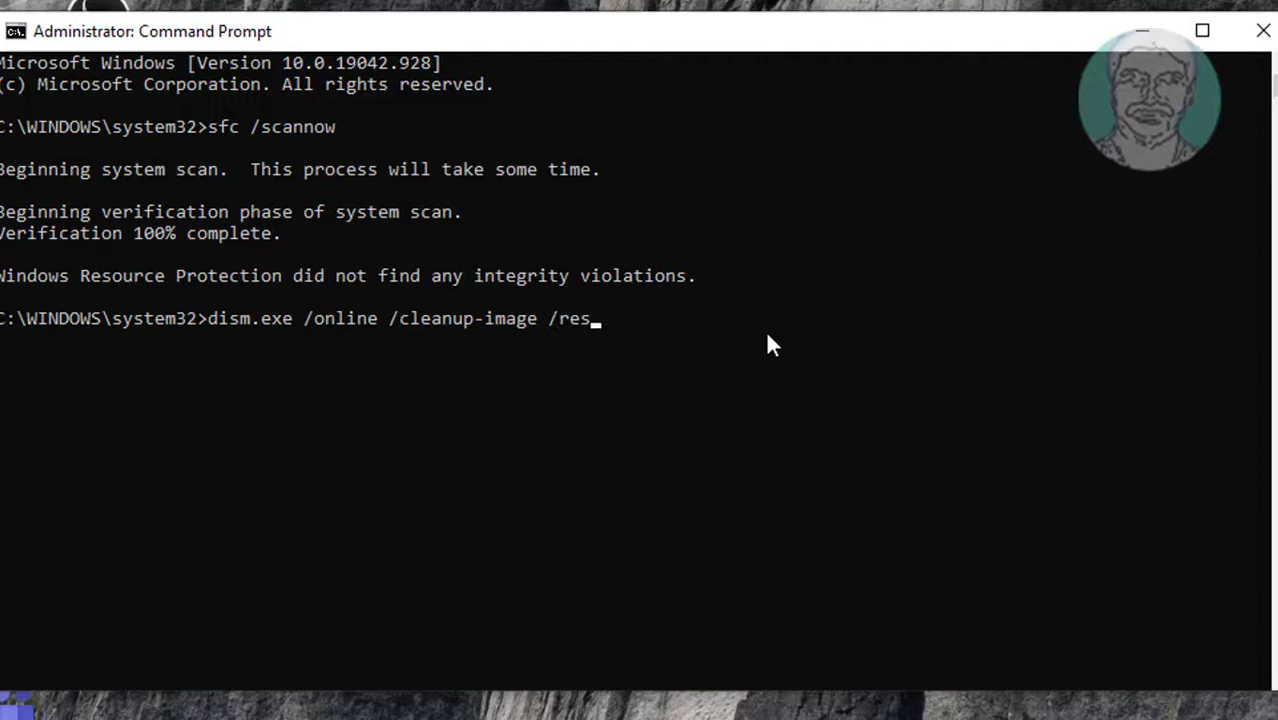 Administrator: Command Prompt
Microsoft Windows [Version 10.0.19042.928]
(c) Microsoft Corporation. All rights reserved.
C:\WINDOWS\system32>sfc /scannow
Beginning system scan.  This process will take some time.
Beginning verification phase of system scan.
Verification 100% complete.
Windows Resource Protection did not find any integrity violations.
C:\WINDOWS\system32>dism.exe /online /cleanup-image /res